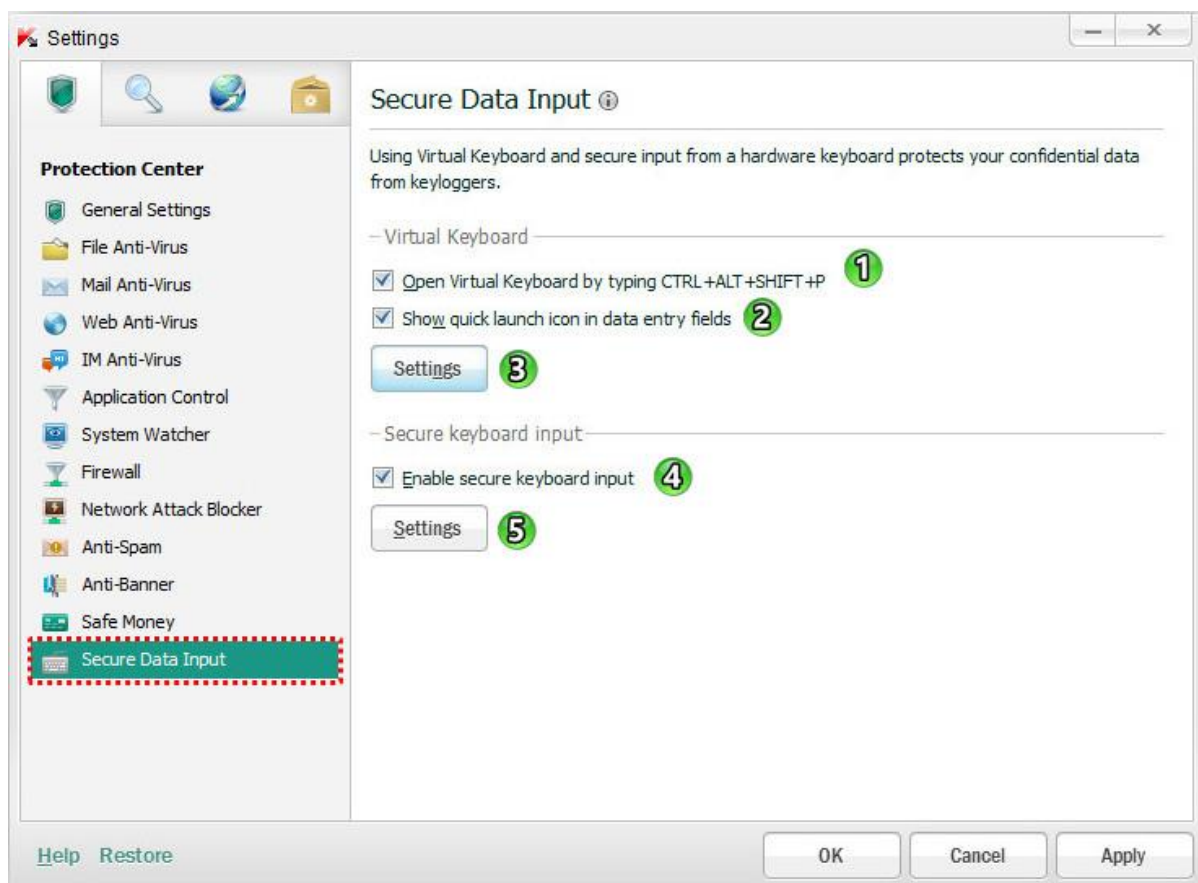 Settings
Protection Center
General Settings
File Anti-Virus
Mail Anti-Virus
Web Anti-Virus
IM Anti-Virus
Application Control
System Watcher
Firewall
Network Attack Blocker
Anti-Spam
Anti-Banner
Safe Money
Secure Data Input
Secure Data Input
Using Virtual Keyboard and secure input from a hardware keyboard protects your confidential data
from keyloggers.
Virtual Keyboard
Open Virtual Keyboard by typing CTRL+ALT+SHIFT+P 1
Show quick launch icon in data entry fields 2
Settings 3
Secure keyboard input
Enable secure keyboard input 4
Settings 5
Help Restore OK Cancel Apply